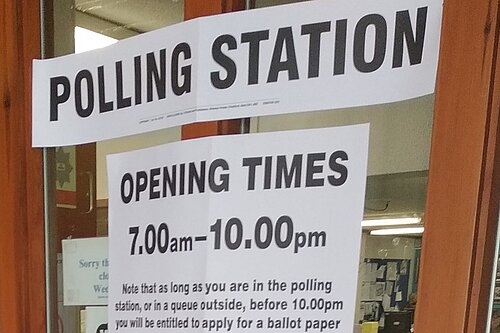 POLLING STATION
OPENING TIMES
7.00am–10.00pm
Note that as long as you are in the polling
station, or in a queue outside, before 10.00pm
you will be entitled to apply for a ballot paper
Sorry